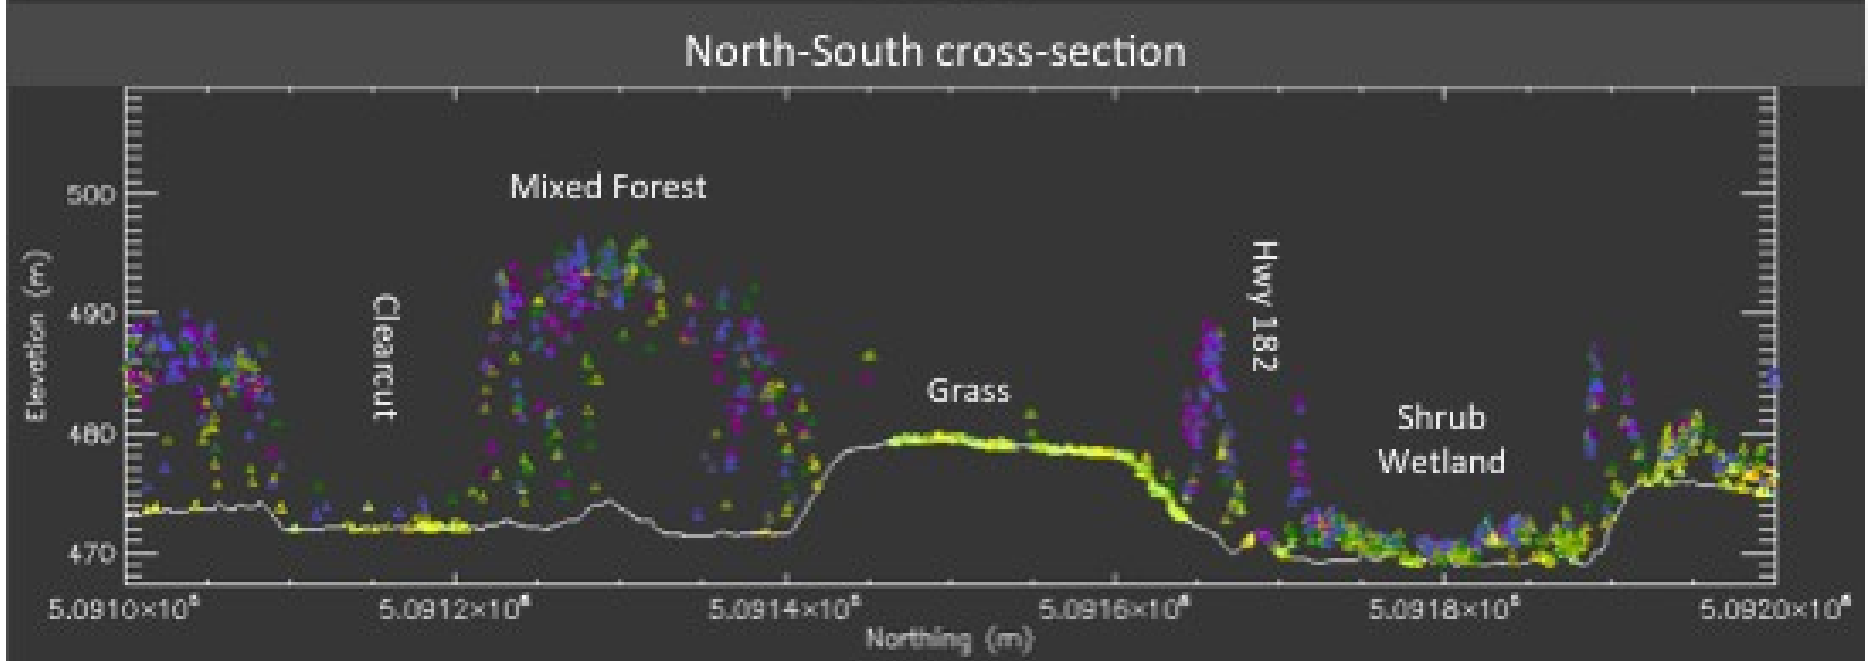 North-South cross-section
Mixed Forest
Clearcut
Grass
Hwy 182
Shrub
Wetland
Elevation (m)
500
490
480
470
5.0910×10⁶
5.0912×10⁶
5.0914×10⁶
5.0916×10⁶
5.0918×10⁶
5.0920×10⁶
Northing (m)